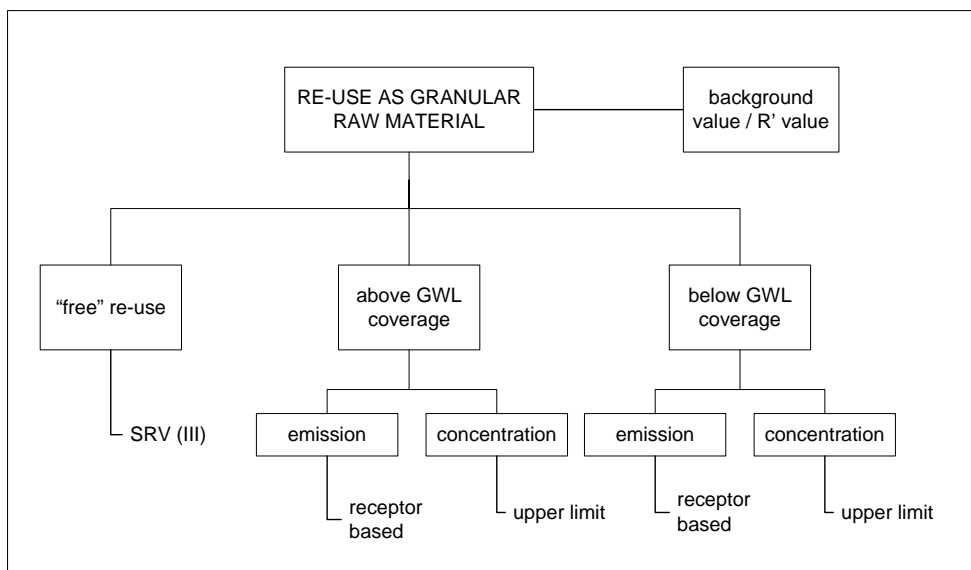 RE-USE AS GRANULAR
RAW MATERIAL
background
value / R’ value
“free” re-use
above GWL
coverage
below GWL
coverage
SRV (III)
emission
concentration
emission
concentration
receptor
based
upper limit
receptor
based
upper limit